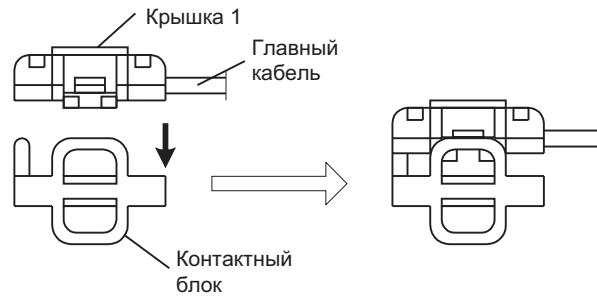 Крышка 1
Главный
кабель
Контактный
блок